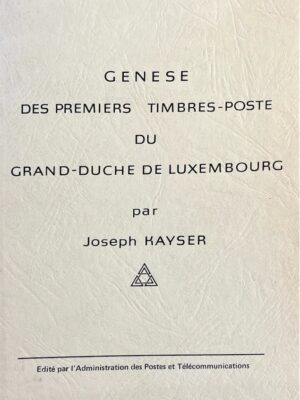 GENESE
DES PREMIERS TIMBRES-POSTE
DU
GRAND-DUCHE DE LUXEMBOURG
par
Joseph KAYSER
Edité par l'Administration des Postes et Télécommunications